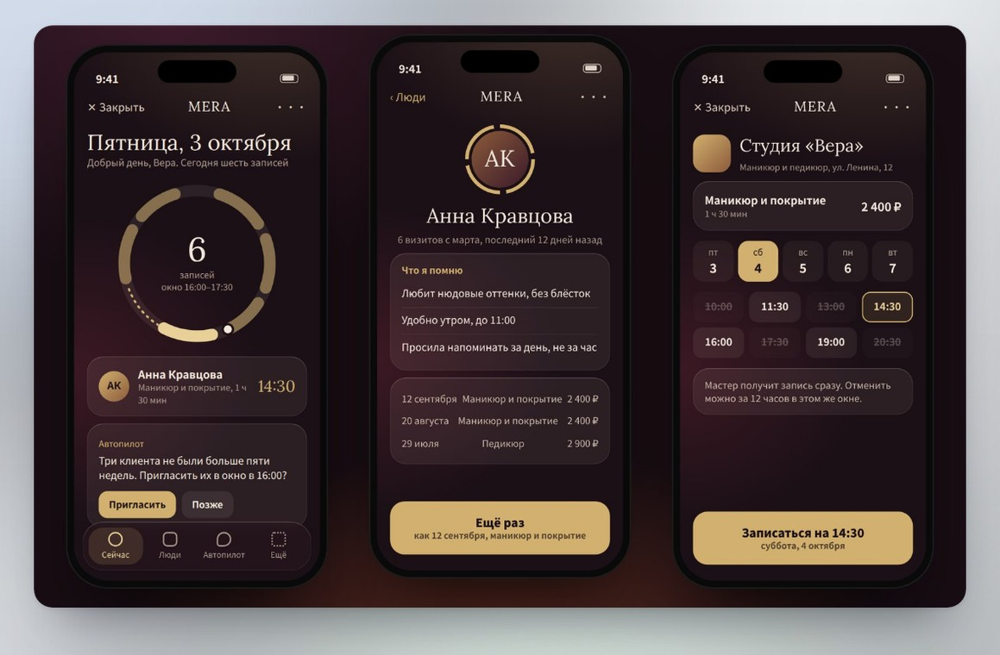 9:41
✕ Закрыть MERA • • •
Пятница, 3 октября
Добрый день, Вера. Сегодня шесть записей
6
записей
окно 16:00–17:30
АК
Анна Кравцова
Маникюр и покрытие, 1 ч
30 мин
14:30
Автопилот
Три клиента не были больше пяти
недель. Пригласить их в окно в 16:00?
Пригласить Позже
Сейчас Люди Автопилот Ещё
9:41
‹ Люди MERA • • •
АК
Анна Кравцова
6 визитов с марта, последний 12 дней назад
Что я помню
Любит нюдовые оттенки, без блёсток
Удобно утром, до 11:00
Просила напоминать за день, не за час
12 сентября Маникюр и покрытие 2 400 ₽
20 августа Маникюр и покрытие 2 400 ₽
29 июля Педикюр 2 900 ₽
Ещё раз
как 12 сентября, маникюр и покрытие
9:41
✕ Закрыть MERA • • •
Студия «Вера»
Маникюр и педикюр, ул. Ленина, 12
Маникюр и покрытие
1 ч 30 мин
2 400 ₽
пт сб вс пн вт
3 4 5 6 7
10:00 11:30 13:00 14:30
16:00 17:30 19:00 20:30
Мастер получит запись сразу. Отменить
можно за 12 часов в этом же окне.
Записаться на 14:30
суббота, 4 октября